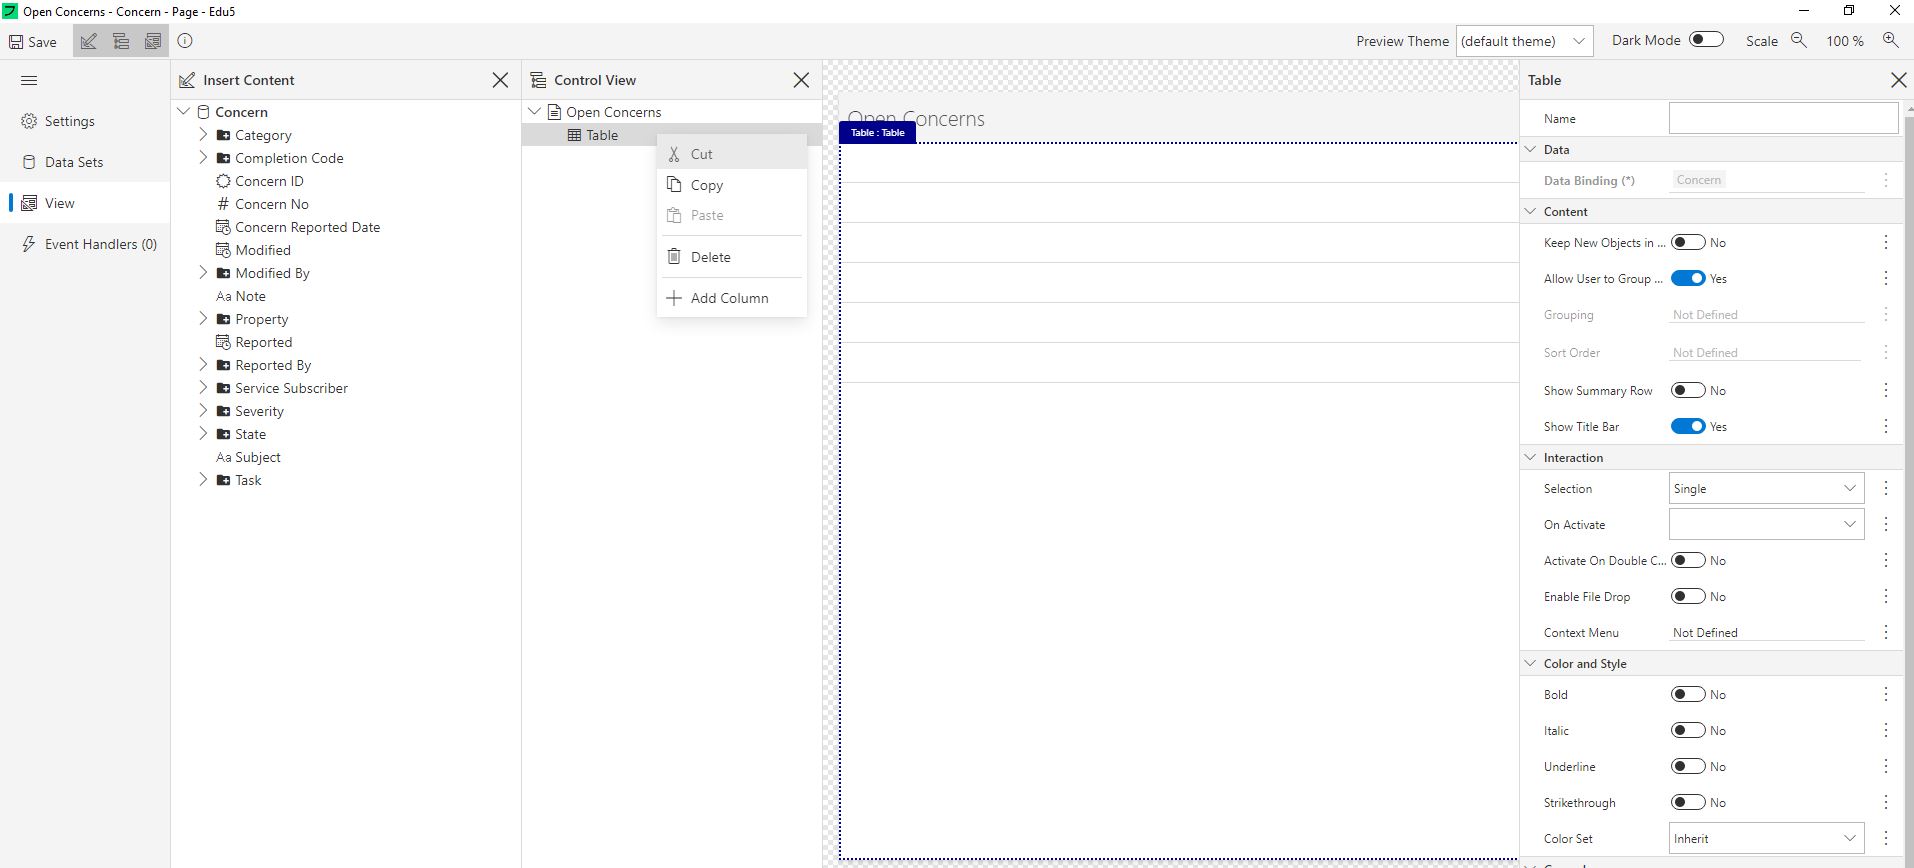 Open Concerns - Concern - Page - Edu5
Save
Preview Theme
(default theme)
Dark Mode
Scale
100 %
Settings
Data Sets
View
Event Handlers (0)
Insert Content
Concern
Category
Completion Code
Concern ID
# Concern No
Concern Reported Date
Modified
Modified By
Aa Note
Property
Reported
Reported By
Service Subscriber
Severity
State
Aa Subject
Task
Control View
Open Concerns
Table
Cut
Copy
Paste
Delete
Add Column
Open Concerns
Table : Table
Table
Name
Data
Data Binding (*) Concern
Content
Keep New Objects in ... No
Allow User to Group ... Yes
Grouping Not Defined
Sort Order Not Defined
Show Summary Row No
Show Title Bar Yes
Interaction
Selection Single
On Activate
Activate On Double C... No
Enable File Drop No
Context Menu Not Defined
Color and Style
Bold No
Italic No
Underline No
Strikethrough No
Color Set Inherit